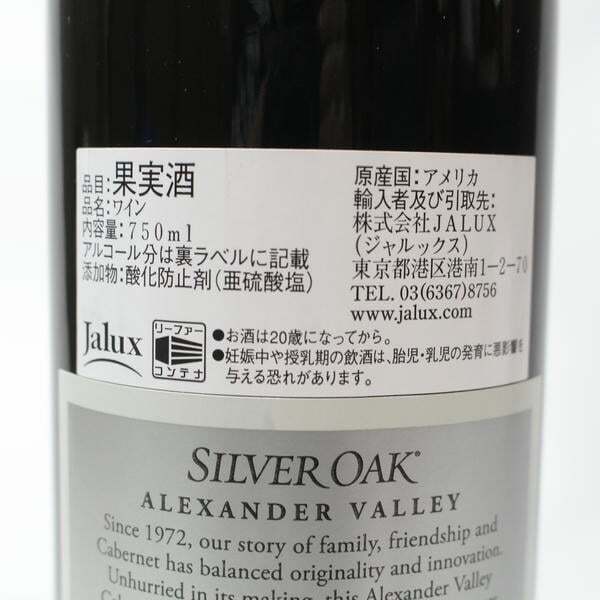 品目:果実酒
品名:ワイン
内容量:750ml
アルコール分は裏ラベルに記載
添加物:酸化防止剤(亜硫酸塩)
原産国:アメリカ
輸入者及び引取先:
株式会社JALUX
(ジャルックス)
東京都港区港南1-2-70
TEL. 03(6367)8756
www.jalux.com
Jalux
リーファー
コンテナ
●お酒は20歳になってから。
●妊娠中や授乳期の飲酒は、胎児・乳児の発育に悪影響を
与える恐れがあります。
SILVER OAK®
ALEXANDER VALLEY
Since 1972, our story of family, friendship and
Cabernet has balanced originality and innovation.
Unhurried in its making, this Alexander Valley